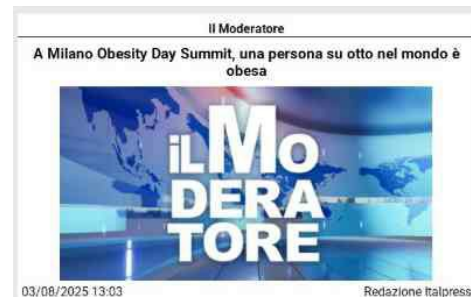 Il Moderatore
A Milano Obesity Day Summit, una persona su otto nel mondo è
obesa
iL MO
DERA
TORE
03/08/2025 13:03 Redazione Italpress